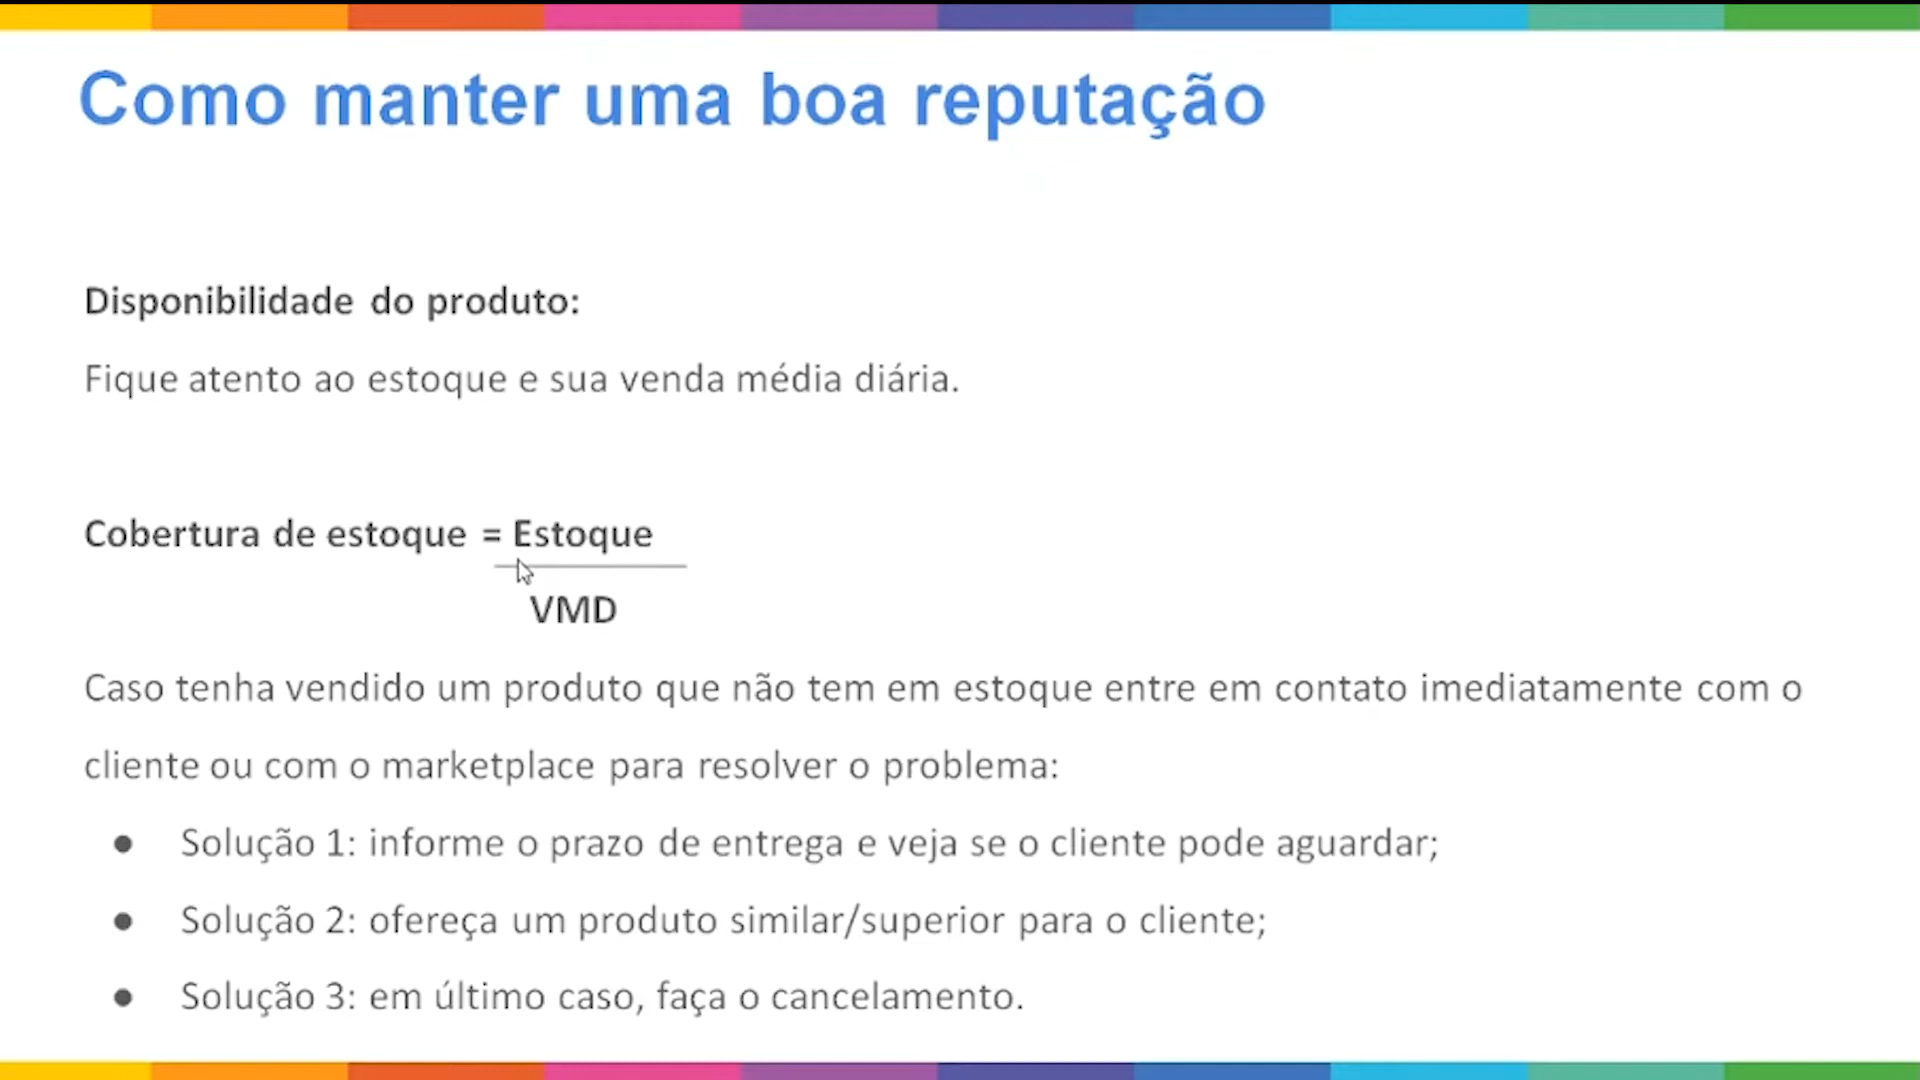 Como manter uma boa reputação
Disponibilidade do produto:
Fique atento ao estoque e sua venda média diária.
Cobertura de estoque = Estoque
VMD
Caso tenha vendido um produto que não tem em estoque entre em contato imediatamente com o
cliente ou com o marketplace para resolver o problema:
● Solução 1: informe o prazo de entrega e veja se o cliente pode aguardar;
● Solução 2: ofereça um produto similar/superior para o cliente;
● Solução 3: em último caso, faça o cancelamento.